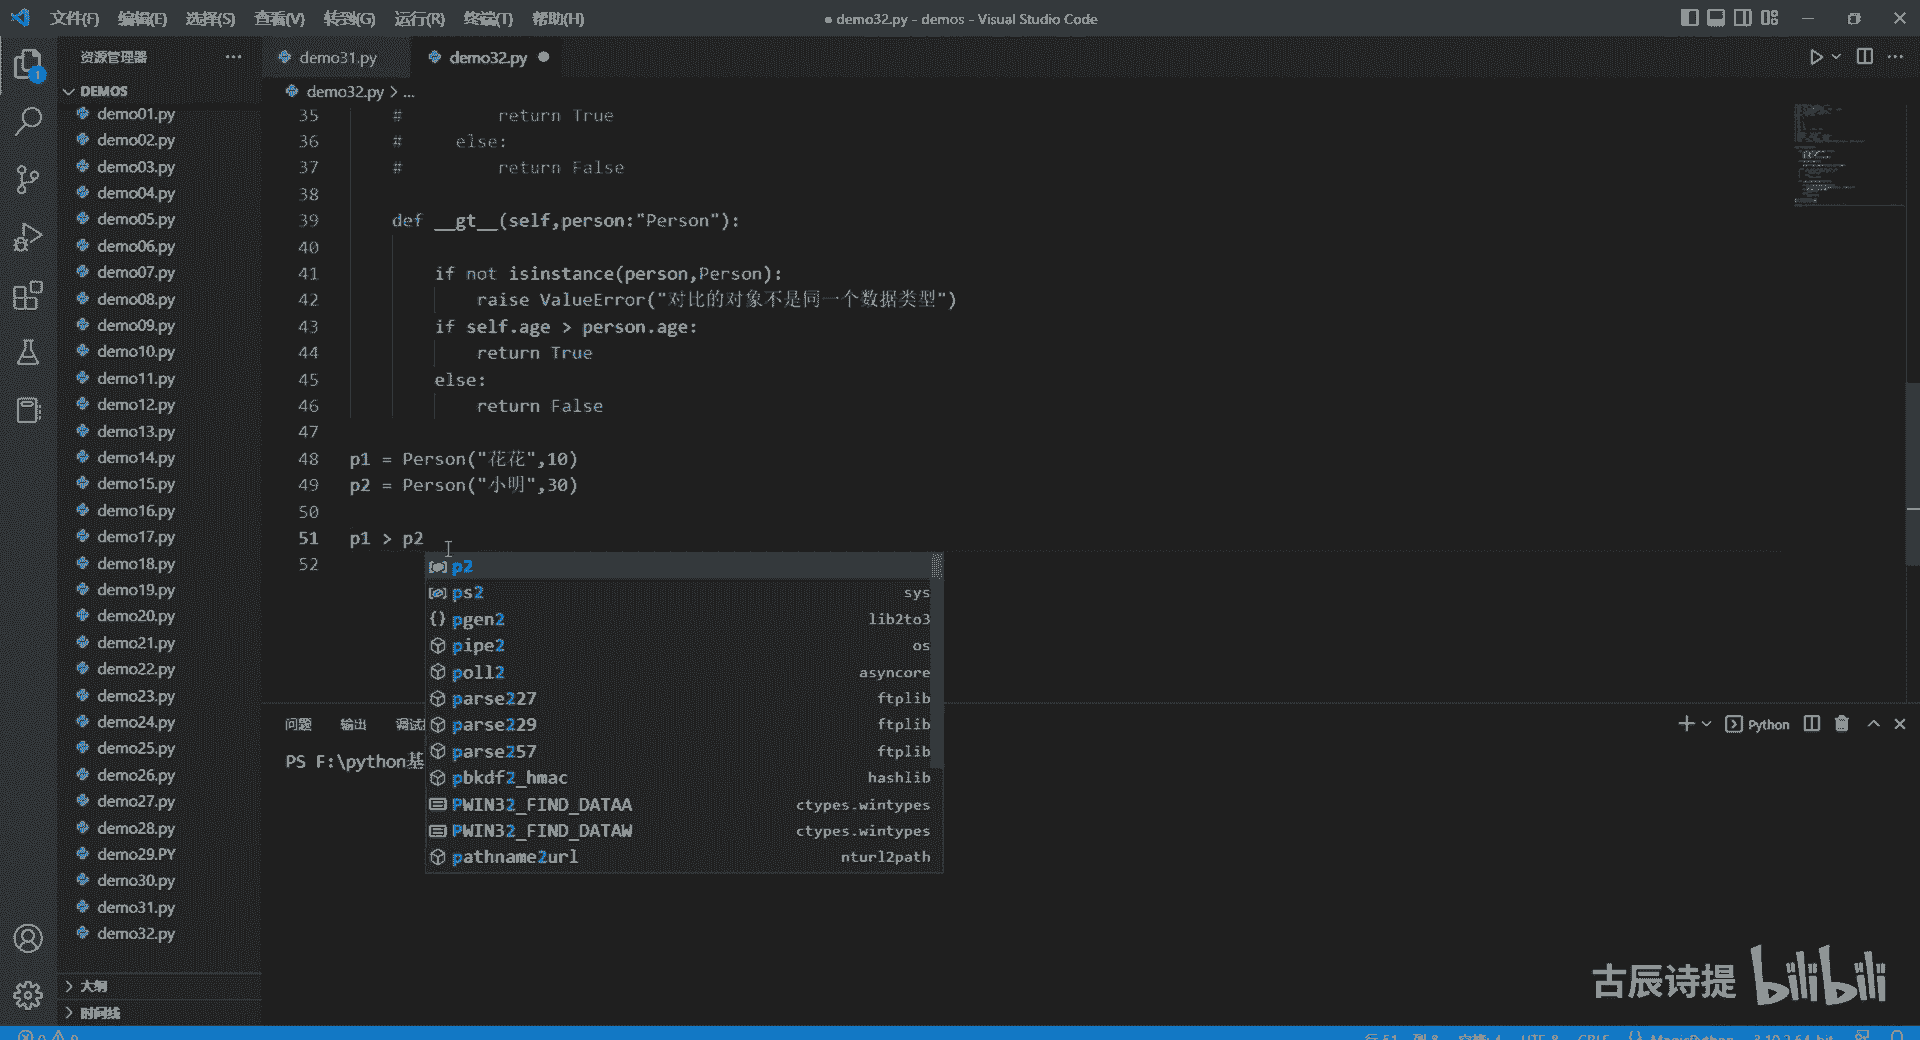 文件(F) 编辑(E) 选择(S) 查看(V) 转到(G) 运行(R) 终端(T) 帮助(H)
● demo32.py - demos - Visual Studio Code
资源管理器 ···
1
DEMOS
demo01.py
demo02.py
demo03.py
demo04.py
demo05.py
demo06.py
demo07.py
demo08.py
demo09.py
demo10.py
demo11.py
demo12.py
demo13.py
demo14.py
demo15.py
demo16.py
demo17.py
demo18.py
demo19.py
demo20.py
demo21.py
demo22.py
demo23.py
demo24.py
demo25.py
demo26.py
demo27.py
demo28.py
demo29.PY
demo30.py
demo31.py
demo32.py
大纲
时间线
demo31.py demo32.py ●
demo32.py > ...
35 # return True
36 # else:
37 # return False
38
39 def __gt__(self,person:"Person"):
40
41 if not isinstance(person,Person):
42 raise ValueError("对比的对象不是同一个数据类型")
43 if self.age > person.age:
44 return True
45 else:
46 return False
47
48 p1 = Person("花花",10)
49 p2 = Person("小明",30)
50
51 p1 > p2
52
p2
ps2 sys
pgen2 lib2to3
pipe2 os
poll2 asyncore
parse227 ftplib
parse229 ftplib
parse257 ftplib
pbkdf2_hmac hashlib
PWIN32_FIND_DATAA ctypes.wintypes
PWIN32_FIND_DATAW ctypes.wintypes
pathname2url nturl2path
问题 输出 调试
Python
PS F:\python基
古辰诗提 bilibili